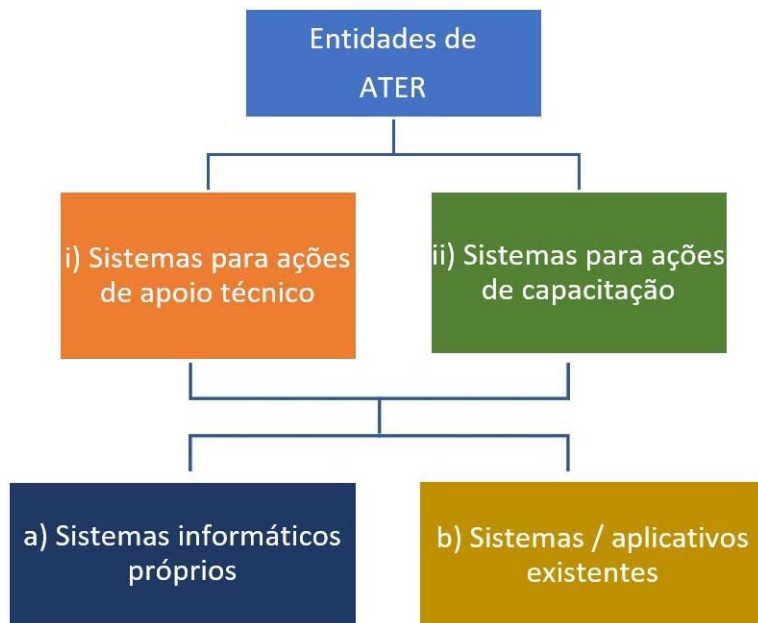 Entidades de
ATER
i) Sistemas para ações
de apoio técnico
ii) Sistemas para ações
de capacitação
a) Sistemas informáticos
próprios
b) Sistemas / aplicativos
existentes